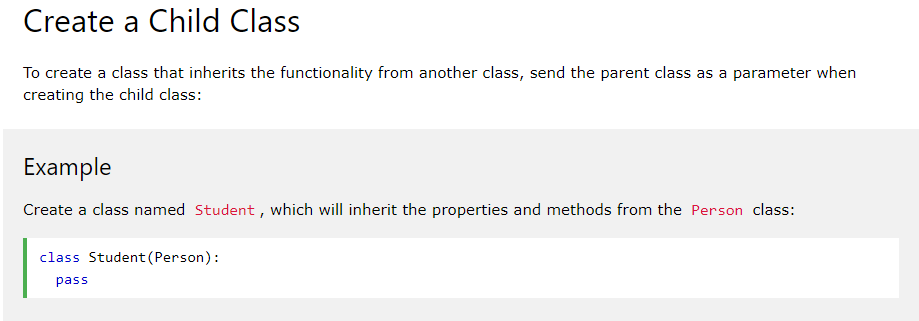 Create a Child Class
To create a class that inherits the functionality from another class, send the parent class as a parameter when
creating the child class:
Example
Create a class named Student , which will inherit the properties and methods from the Person class:
class Student(Person):
  pass